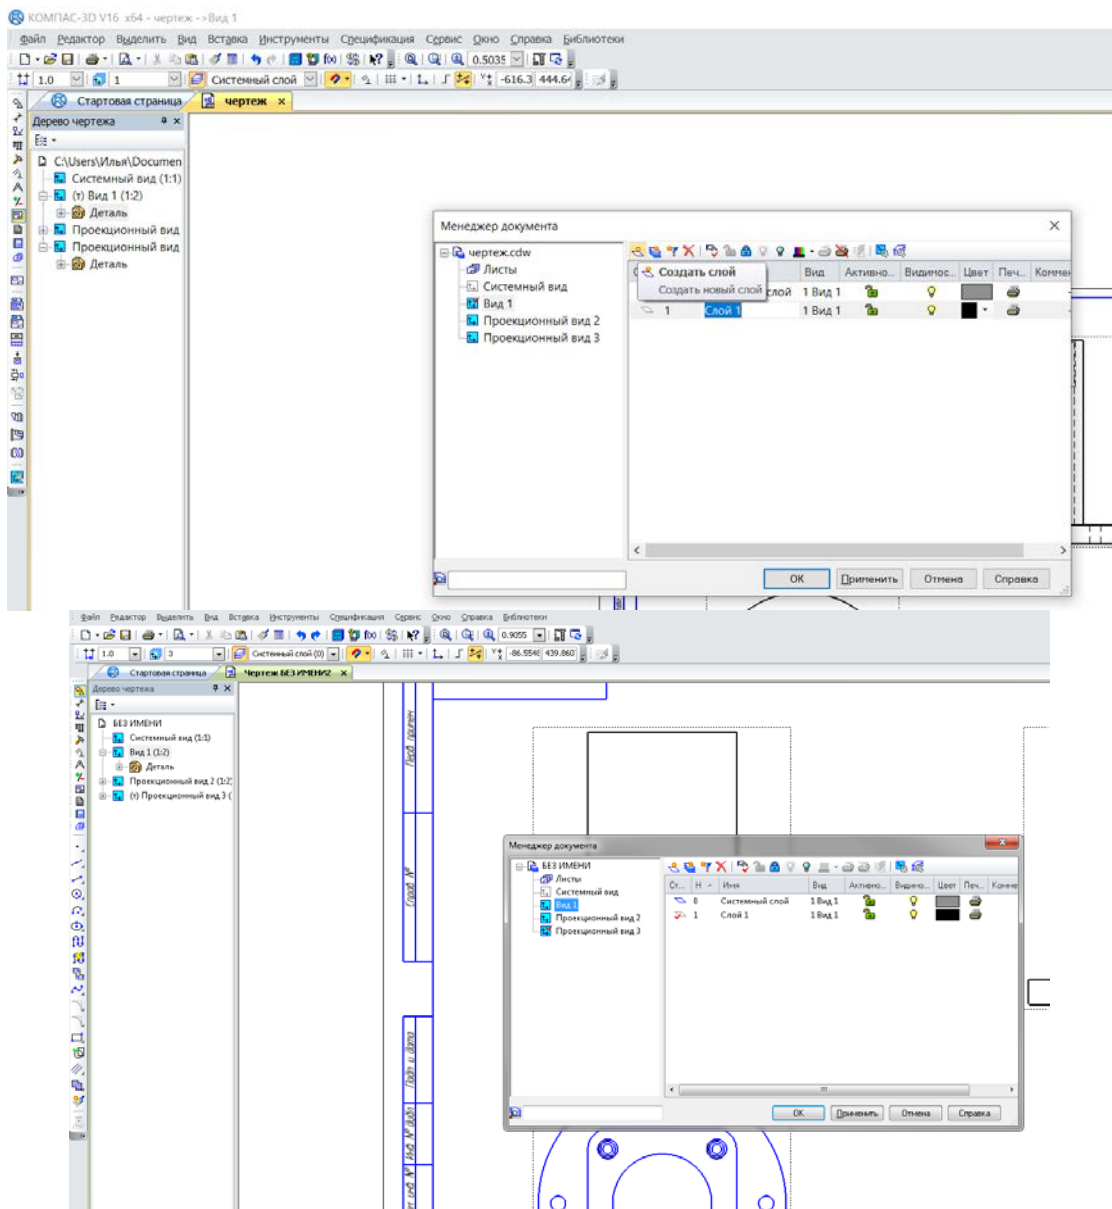 КОМПАС-3D V16 x64 - чертеж ->Вид 1
Файл Редактор Выделить Вид Вставка Инструменты Спецификация Сервис Окно Справка Библиотеки
0.5035
1.0 1 Системный слой -616.3 444.64
Стартовая страница чертеж
Дерево чертежа
C:\Users\Илья\Documen
Системный вид (1:1)
(т) Вид 1 (1:2)
Деталь
Проекционный вид
Проекционный вид
Деталь
Менеджер документа
чертеж.cdw
Листы
Системный вид
Вид 1
Проекционный вид 2
Проекционный вид 3
Создать слой
Создать новый слой
Вид Активно... Видимос... Цвет Печ... Коммен
слой 1 Вид 1
1 Слой 1 1 Вид 1
ОК Применить Отмена Справка
Файл Редактор Выделить Вид Вставка Инструменты Спецификация Сервис Окно Справка Библиотеки
0.9055
1.0 3 Системный слой (0) -86.554 439.860
Стартовая страница Чертеж БЕЗ ИМЕНИ2
Дерево чертежа
БЕЗ ИМЕНИ
Системный вид (1:1)
Вид 1 (1:2)
Деталь
Проекционный вид 2 (1:2
(т) Проекционный вид 3 (
Перв. примен.
Справ. №
Подп. и дата
Инв. № дубл.
Менеджер документа
БЕЗ ИМЕНИ
Листы
Системный вид
Вид 1
Проекционный вид 2
Проекционный вид 3
Ст... Н Имя Вид Активно... Видимо... Цвет Печ... Комме
0 Системный слой 1 Вид 1
1 Слой 1 1 Вид 1
ОК Применить Отмена Справка